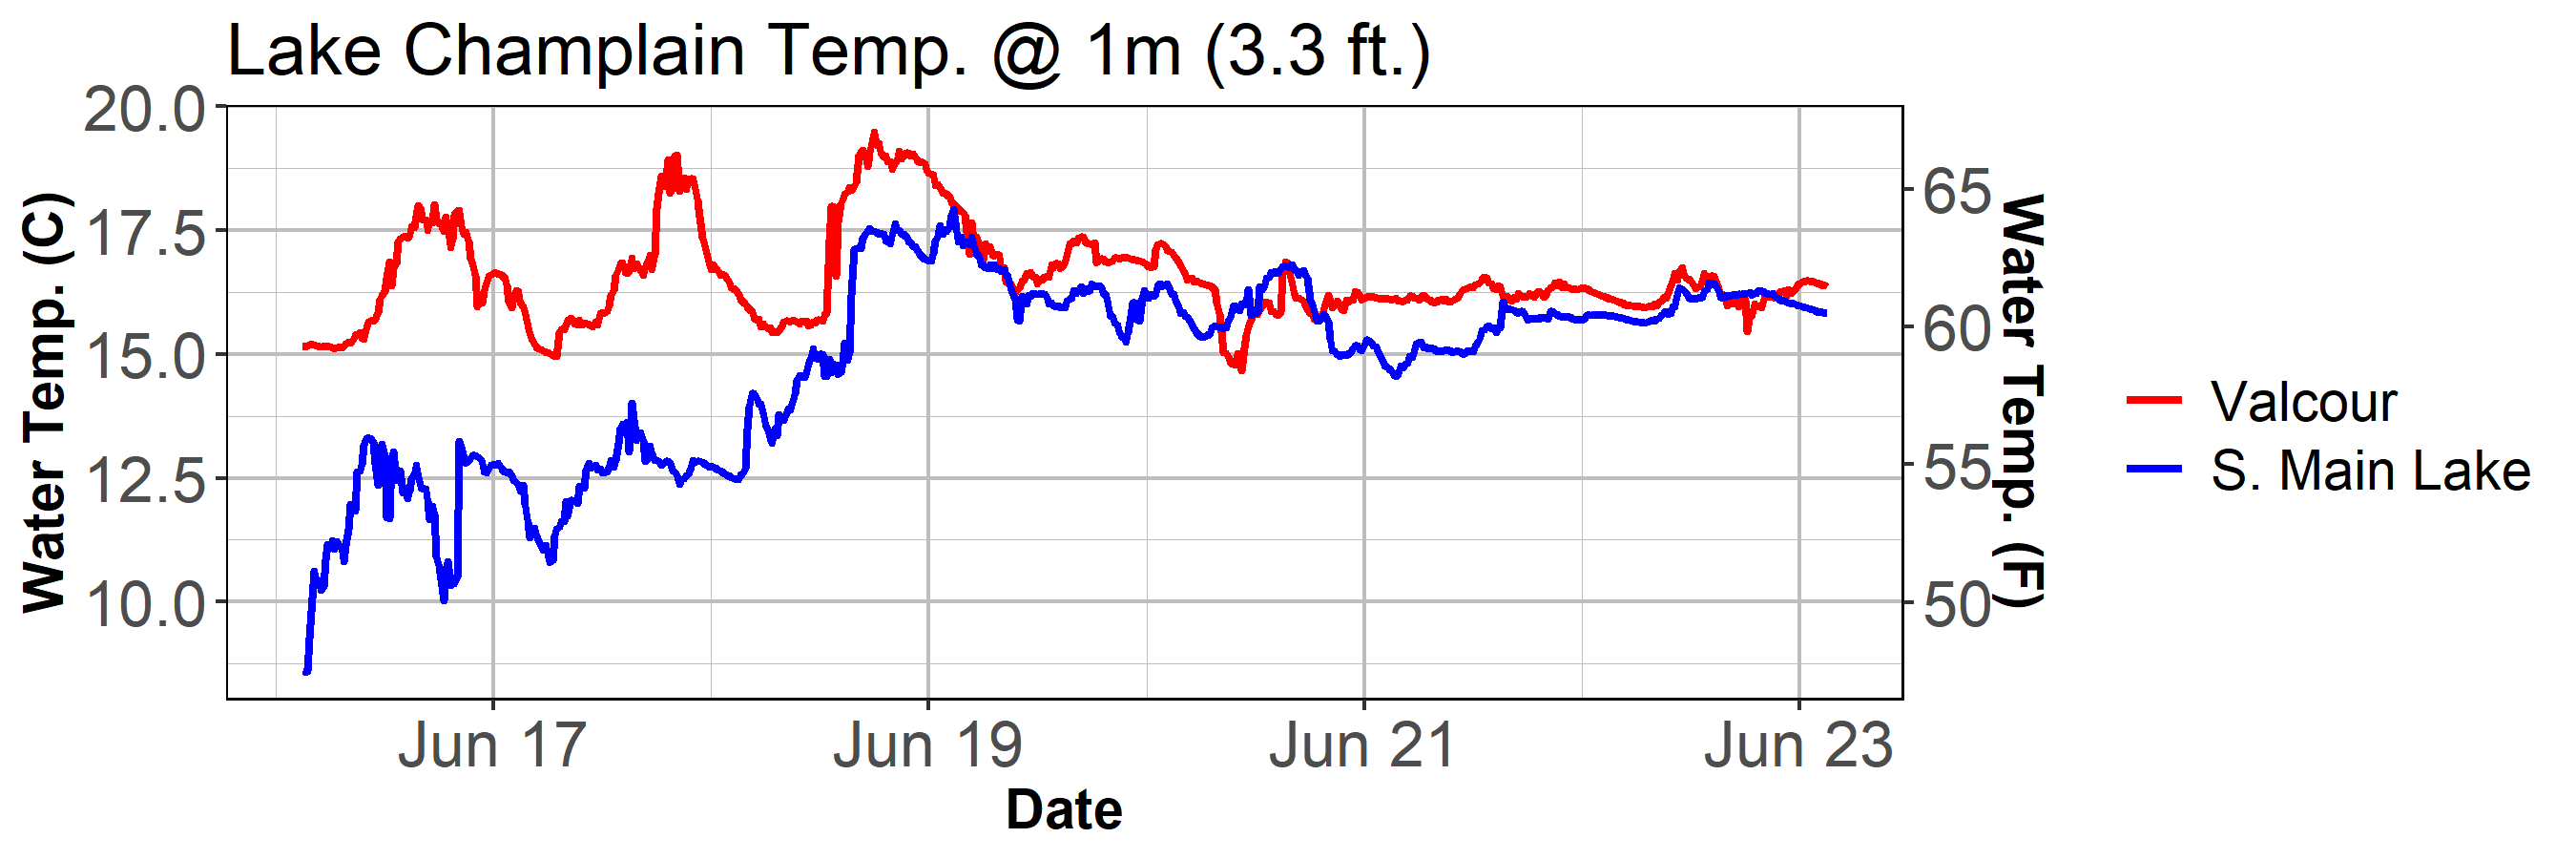 Lake Champlain Temp. @ 1m (3.3 ft.)
Water Temp. (C)
20.0
17.5
15.0
12.5
10.0
65
60
55
50
Water Temp. (F)
Jun 17
Jun 19
Jun 21
Jun 23
Date
Valcour
S. Main Lake